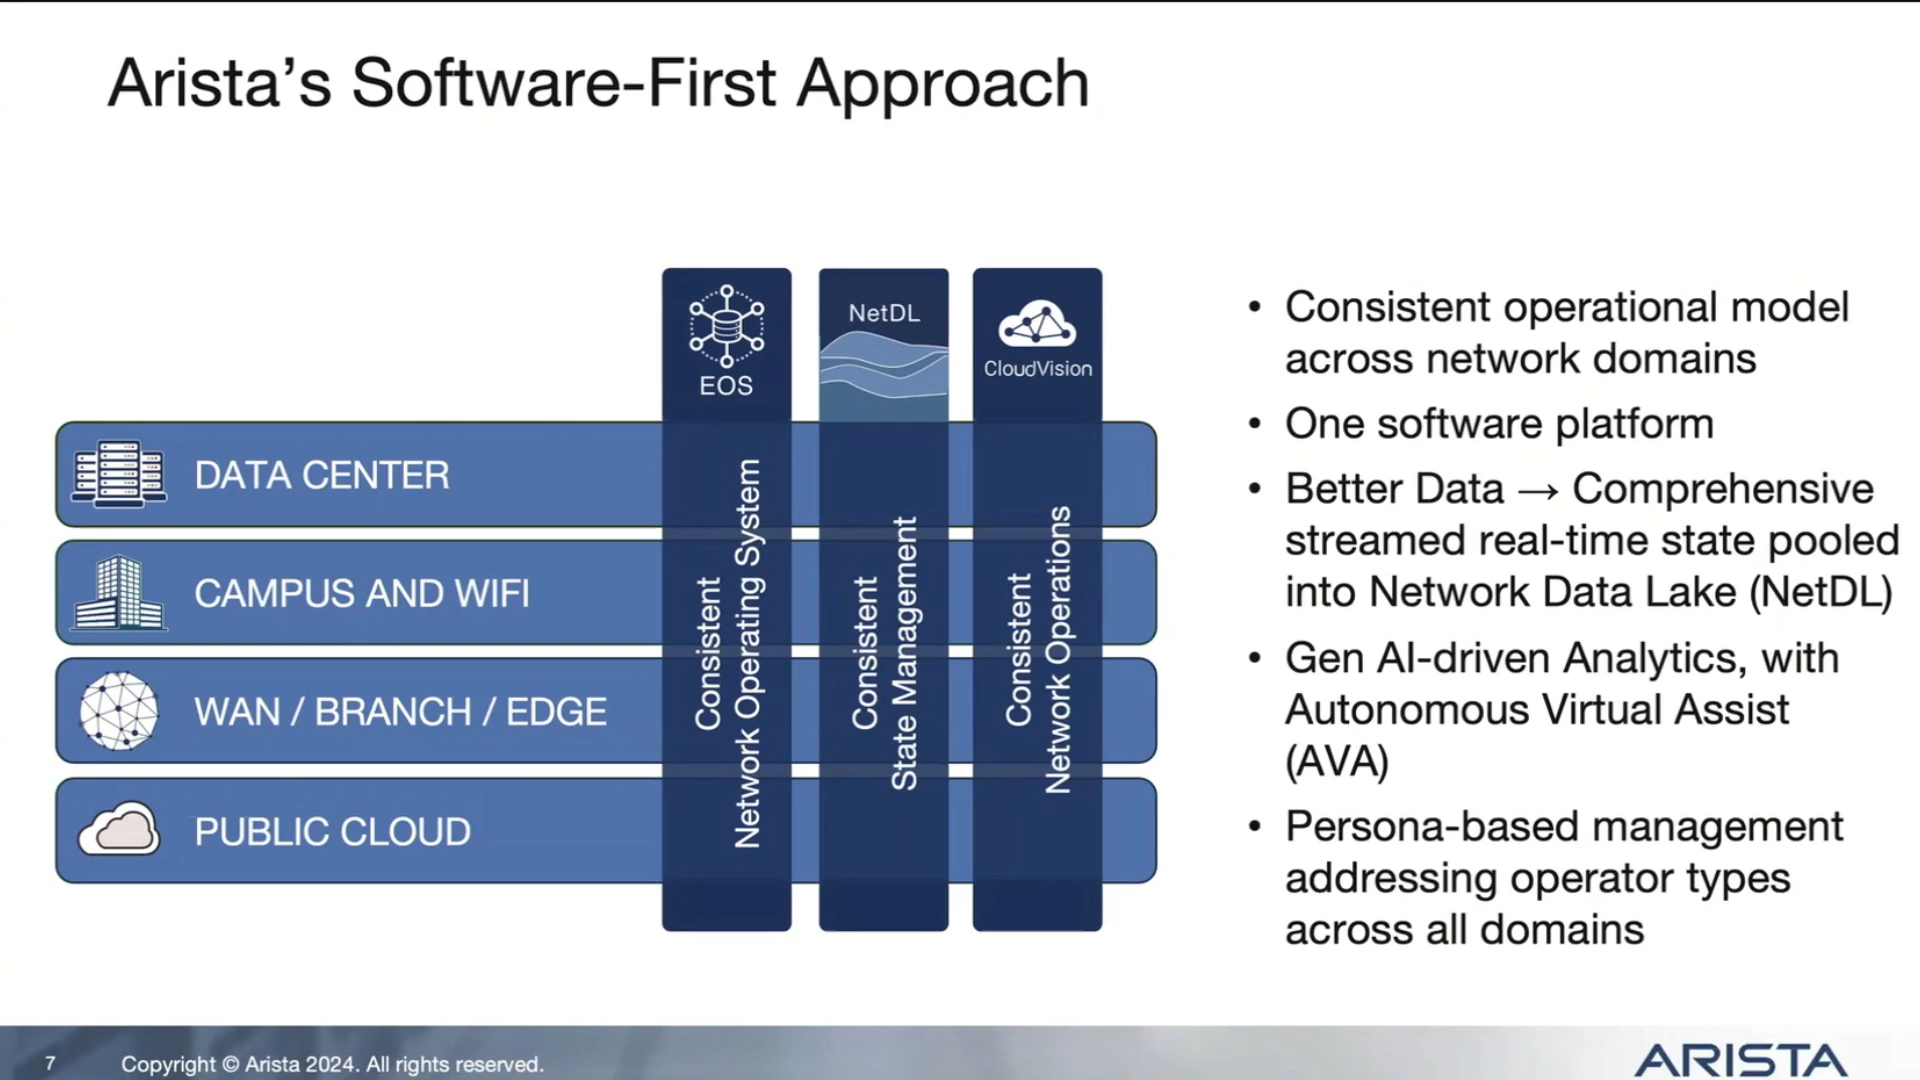 Arista’s Software-First Approach
EOS
NetDL
CloudVision
DATA CENTER
CAMPUS AND WIFI
WAN / BRANCH / EDGE
PUBLIC CLOUD
Consistent
Network Operating System
Consistent
State Management
Consistent
Network Operations
• Consistent operational model
across network domains
• One software platform
• Better Data → Comprehensive
streamed real-time state pooled
into Network Data Lake (NetDL)
• Gen AI-driven Analytics, with
Autonomous Virtual Assist
(AVA)
• Persona-based management
addressing operator types
across all domains
7
Copyright © Arista 2024. All rights reserved.
ARISTA